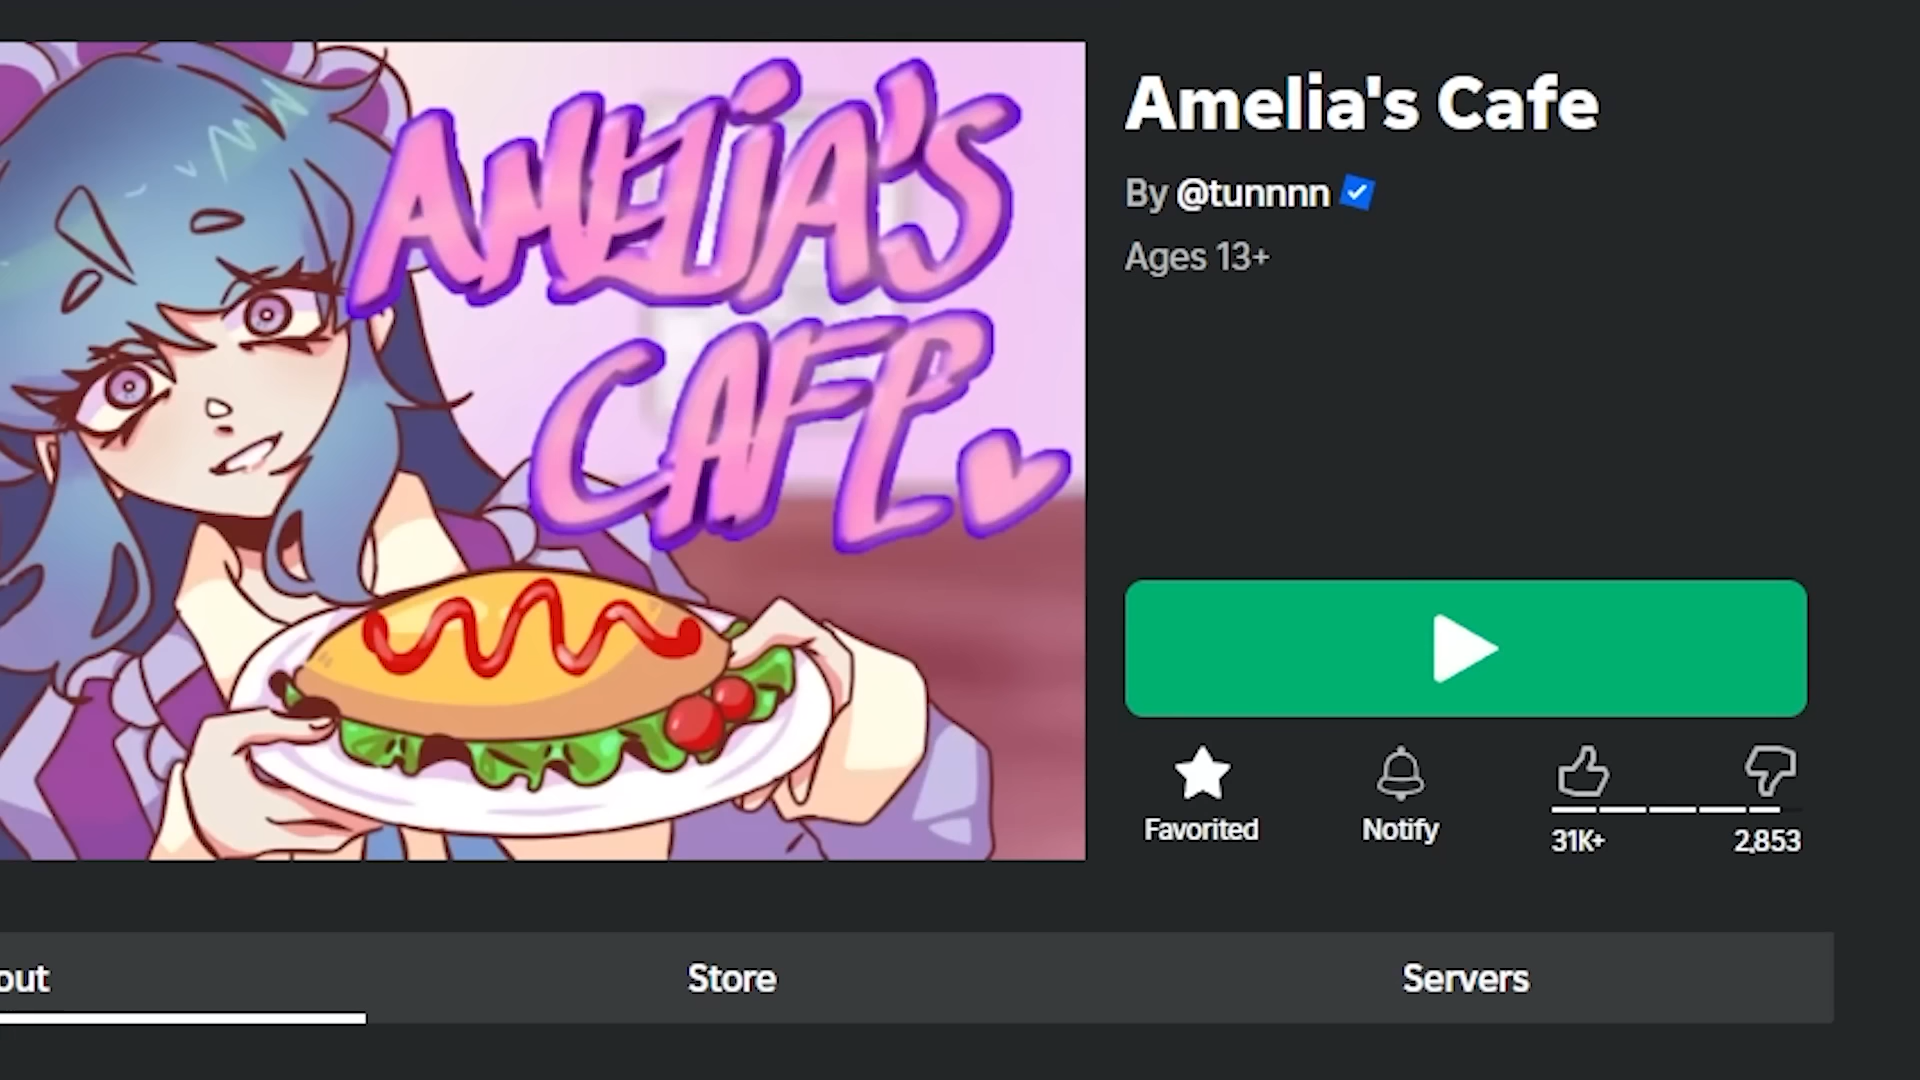 AMELIA'S
CAFE
Amelia's Cafe
By @tunnnn
Ages 13+
Favorited
Notify
31K+
2,853
out
Store
Servers